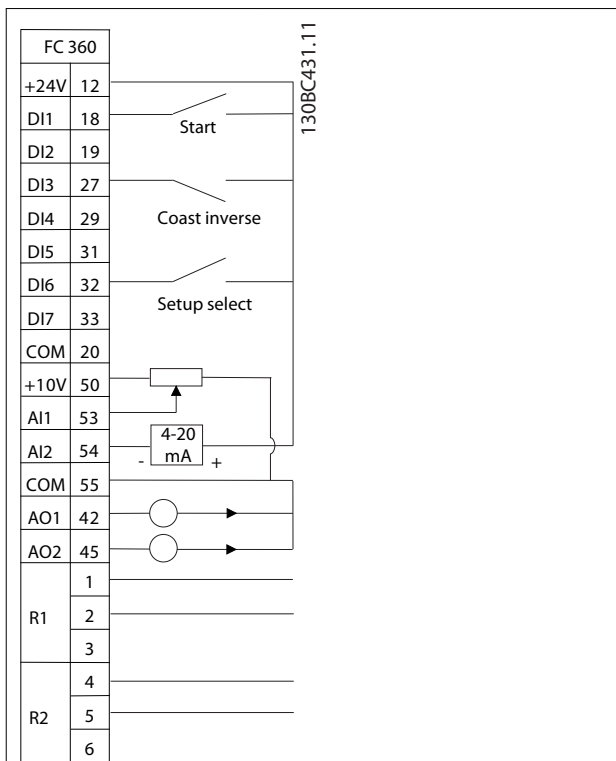 FC 360
130BC431.11
+24V 12
DI1 18
Start
DI2 19
DI3 27
DI4 29
Coast inverse
DI5 31
DI6 32
Setup select
DI7 33
COM 20
+10V 50
AI1 53
4-20
AI2 54
mA
- +
COM 55
AO1 42
AO2 45
1
R1 2
3
4
R2 5
6